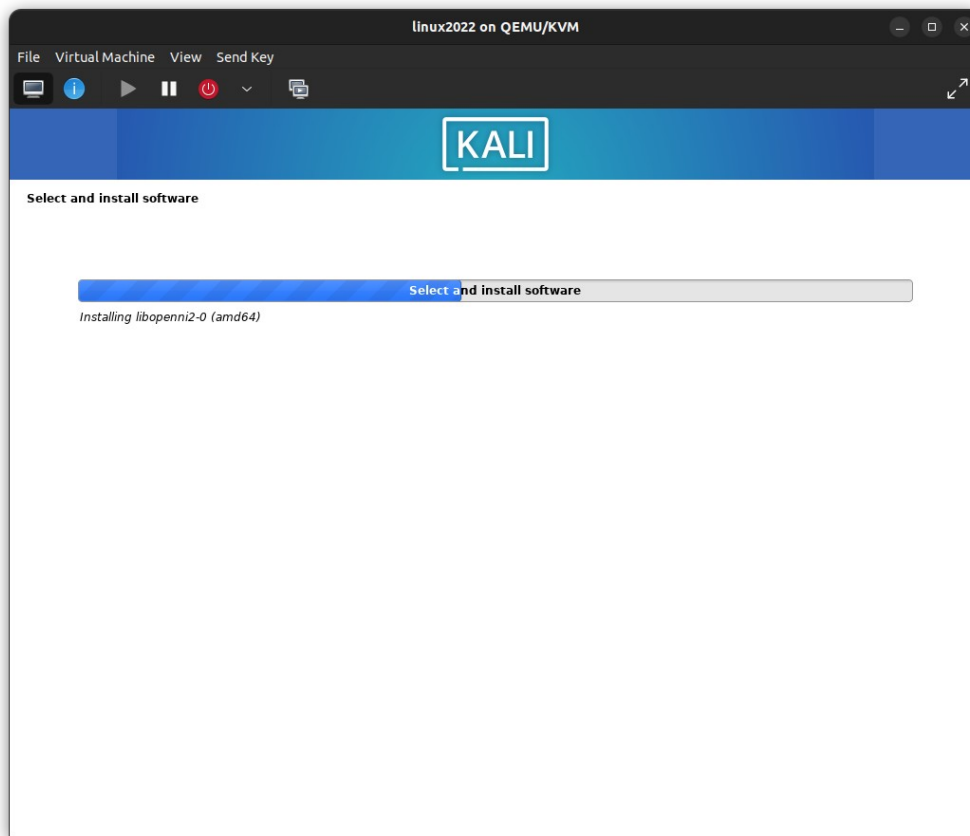 linux2022 on QEMU/KVM
File Virtual Machine View Send Key
KALI
Select and install software
Select and install software
Installing libopenni2-0 (amd64)